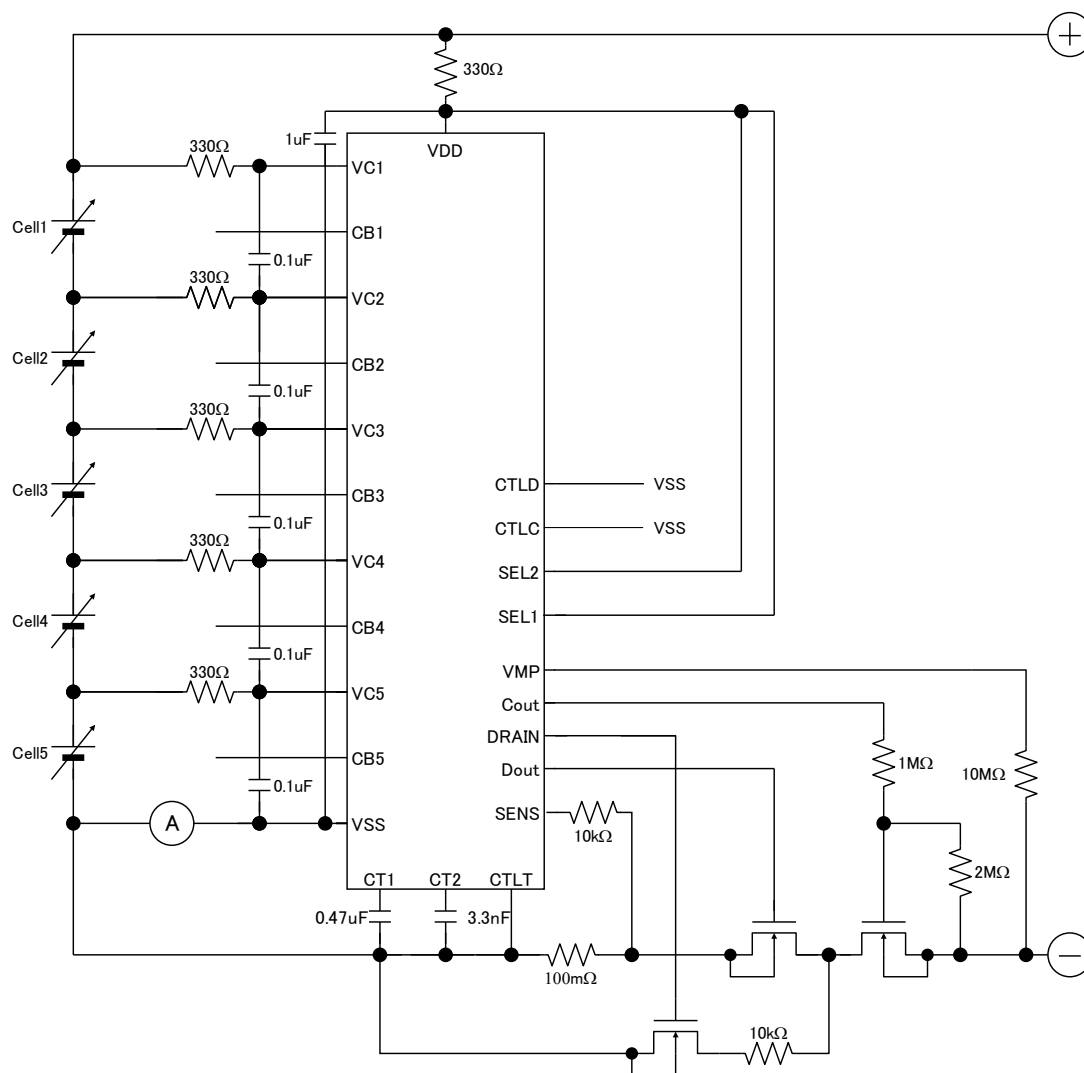 +
330Ω
1uF
VDD
330Ω
VC1
Cell1
CB1
0.1uF
330Ω
VC2
Cell2
CB2
0.1uF
330Ω
VC3
Cell3
CB3
CTLD
VSS
0.1uF
CTLC
VSS
330Ω
VC4
SEL2
Cell4
CB4
SEL1
0.1uF
330Ω
VMP
VC5
Cout
Cell5
CB5
DRAIN
1MΩ
10MΩ
Dout
0.1uF
A
VSS
SENS
10kΩ
2MΩ
CT1
CT2
CTLT
0.47uF
3.3nF
100mΩ
−
10kΩ